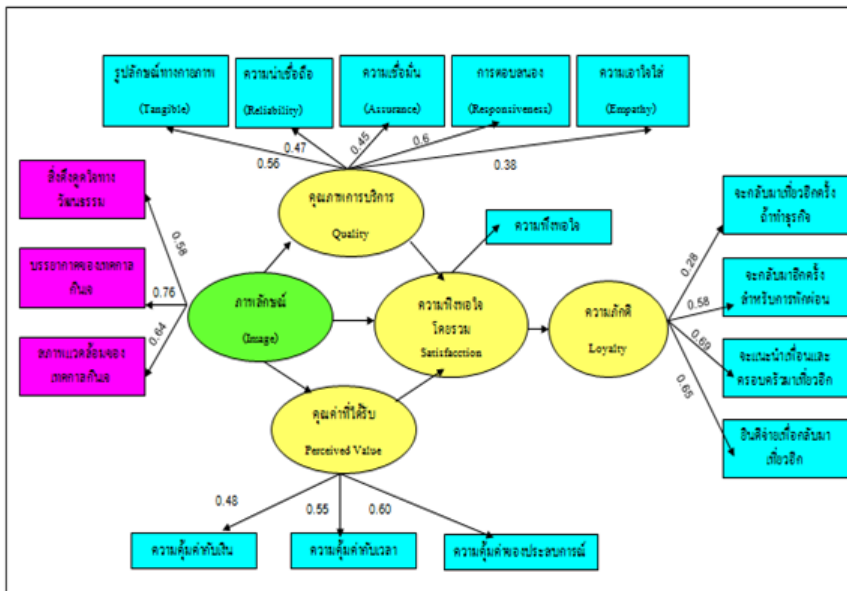 รูปลักษณ์ทางกายภาพ
(Tangible)
ความน่าเชื่อถือ
(Reliability)
ความเชื่อมั่น
(Assurance)
การตอบสนอง
(Responsiveness)
ความเอาใจใส่
(Empathy)
0.56
0.47
0.45
0.6
0.38
สิ่งดึงดูดใจทาง
วัฒนธรรม
บรรยากาศของเทศกาล
กินเจ
สภาพแวดล้อมของ
เทศกาลกินเจ
0.58
0.76
0.64
คุณภาพการบริการ
Quality
ความพึงพอใจ
ภาพลักษณ์
(Image)
ความพึงพอใจ
โดยรวม
Satisfacction
ความภักดี
Loyalty
คุณค่าที่ได้รับ
Perceived Value
0.28
0.58
0.69
0.65
จะกลับมาเที่ยวอีกครั้ง
ถ้าทำธุรกิจ
จะกลับมาอีกครั้ง
สำหรับการพักผ่อน
จะแนะนำเพื่อนและ
ครอบครัวมาเที่ยวอีก
ยินดีจ่ายเพื่อกลับมา
เที่ยวอีก
0.48
0.55
0.60
ความคุ้มค่ากับเงิน
ความคุ้มค่ากับเวลา
ความคุ้มค่าของประสบการณ์